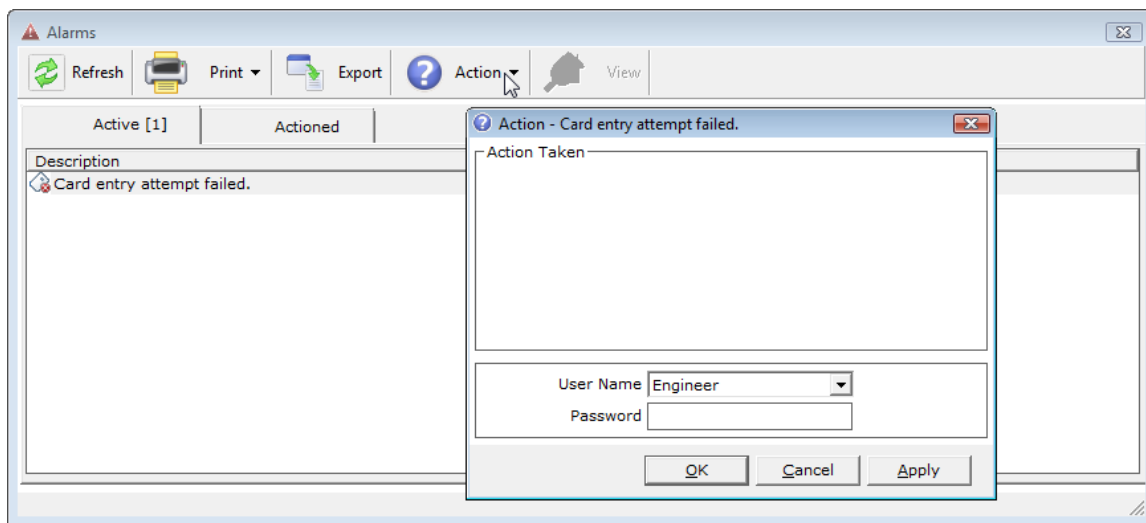 Alarms
Refresh Print Export Action View
Active [1] Actioned
Description
Card entry attempt failed.
Action - Card entry attempt failed.
Action Taken
User Name Engineer
Password
OK Cancel Apply